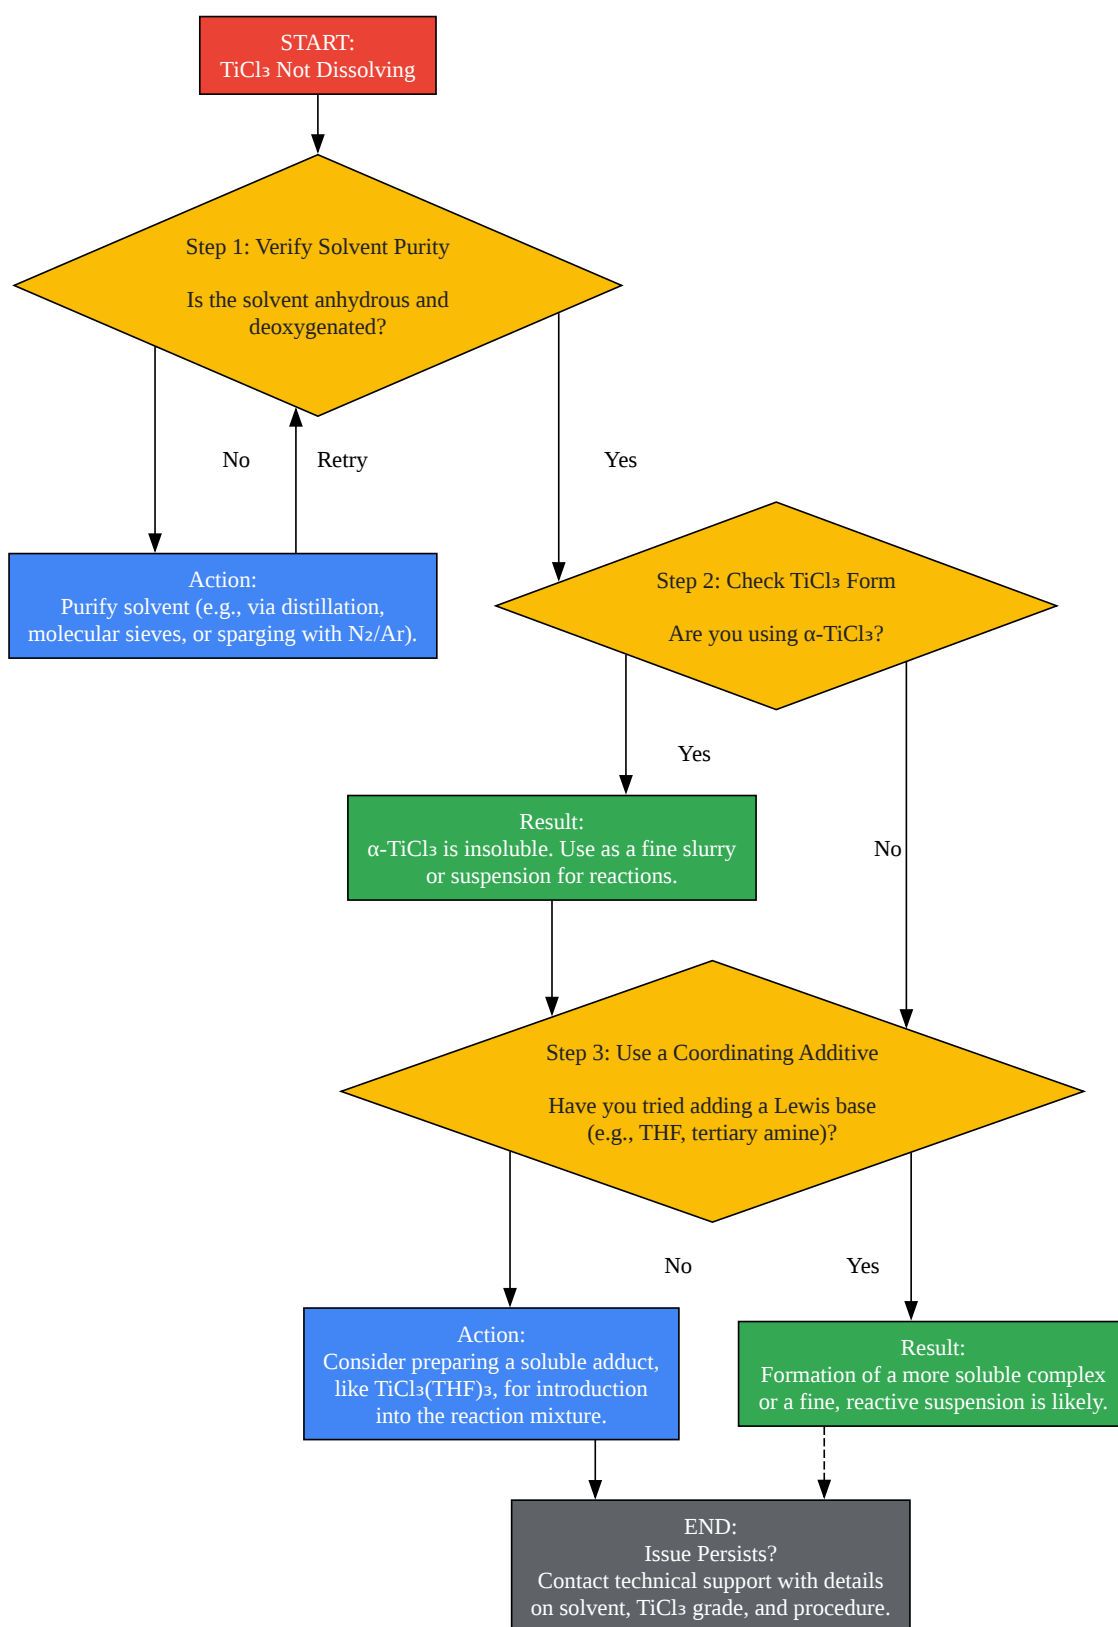 START:
TiCl₃ Not Dissolving
Step 1: Verify Solvent Purity
Is the solvent anhydrous and
deoxygenated?
No
Retry
Yes
Action:
Purify solvent (e.g., via distillation,
molecular sieves, or sparging with N₂/Ar).
Step 2: Check TiCl₃ Form
Are you using α-TiCl₃?
Yes
No
Result:
α-TiCl₃ is insoluble. Use as a fine slurry
or suspension for reactions.
Step 3: Use a Coordinating Additive
Have you tried adding a Lewis base
(e.g., THF, tertiary amine)?
No
Yes
Action:
Consider preparing a soluble adduct,
like TiCl₃(THF)₃, for introduction
into the reaction mixture.
Result:
Formation of a more soluble complex
or a fine, reactive suspension is likely.
END:
Issue Persists?
Contact technical support with details
on solvent, TiCl₃ grade, and procedure.